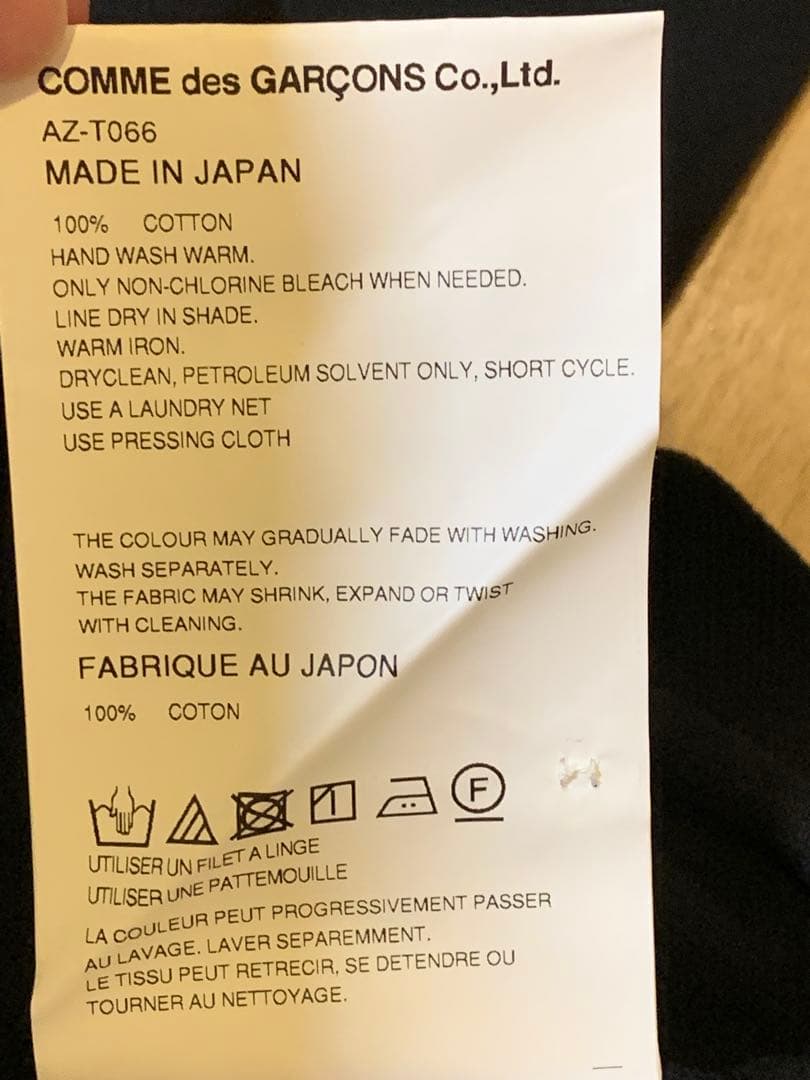 COMME des GARÇONS Co.,Ltd.
AZ-T066
MADE IN JAPAN
100% COTTON
HAND WASH WARM.
ONLY NON-CHLORINE BLEACH WHEN NEEDED.
LINE DRY IN SHADE.
WARM IRON.
DRYCLEAN, PETROLEUM SOLVENT ONLY, SHORT CYCLE.
USE A LAUNDRY NET
USE PRESSING CLOTH
THE COLOUR MAY GRADUALLY FADE WITH WASHING.
WASH SEPARATELY.
THE FABRIC MAY SHRINK, EXPAND OR TWIST
WITH CLEANING.
FABRIQUE AU JAPON
100% COTON
F
UTILISER UN FILET A LINGE
UTILISER UNE PATTEMOUILLE
LA COULEUR PEUT PROGRESSIVEMENT PASSER
AU LAVAGE. LAVER SEPAREMMENT.
LE TISSU PEUT RETRECIR, SE DETENDRE OU
TOURNER AU NETTOYAGE.